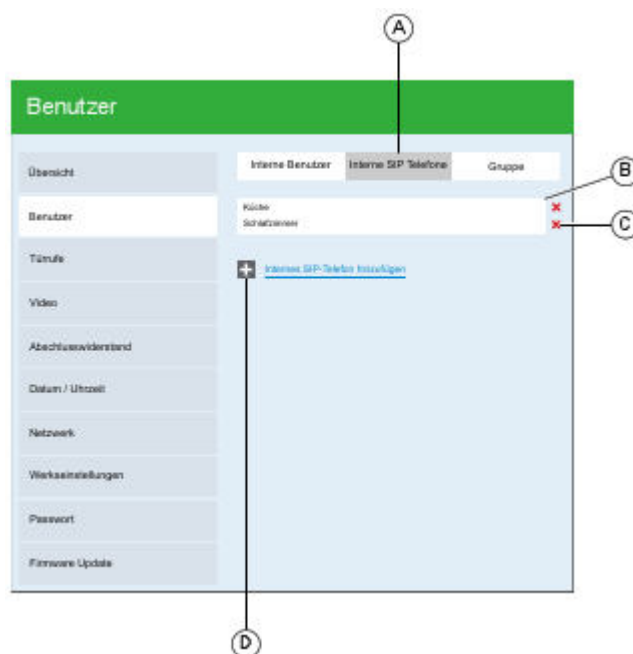 A
Benutzer
Interne Benutzer
Interne SIP Telefone
Gruppe
B
Übersicht
Küche
C
Schlafzimmer
Benutzer
Türrufe
Internes SIP-Telefon hinzufügen
Video
Abschlusswiderstand
Datum / Uhrzeit
Netzwerk
Werkseinstellungen
Passwort
Firmware Update
D